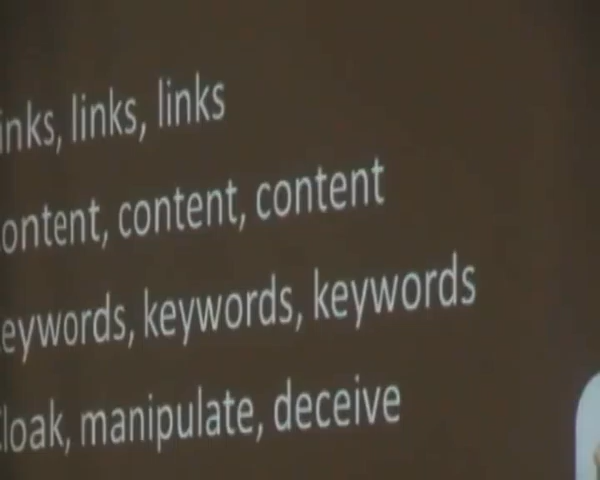 inks, links, links
ontent, content, content
eywords, keywords, keywords
loak, manipulate, deceive